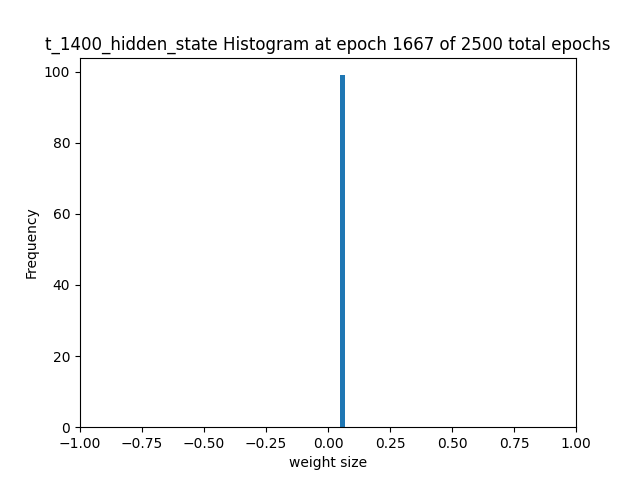 t_1400_hidden_state Histogram at epoch 1667 of 2500 total epochs
100
80
60
40
20
0
Frequency
−1.00 −0.75 −0.50 −0.25 0.00 0.25 0.50 0.75 1.00
weight size